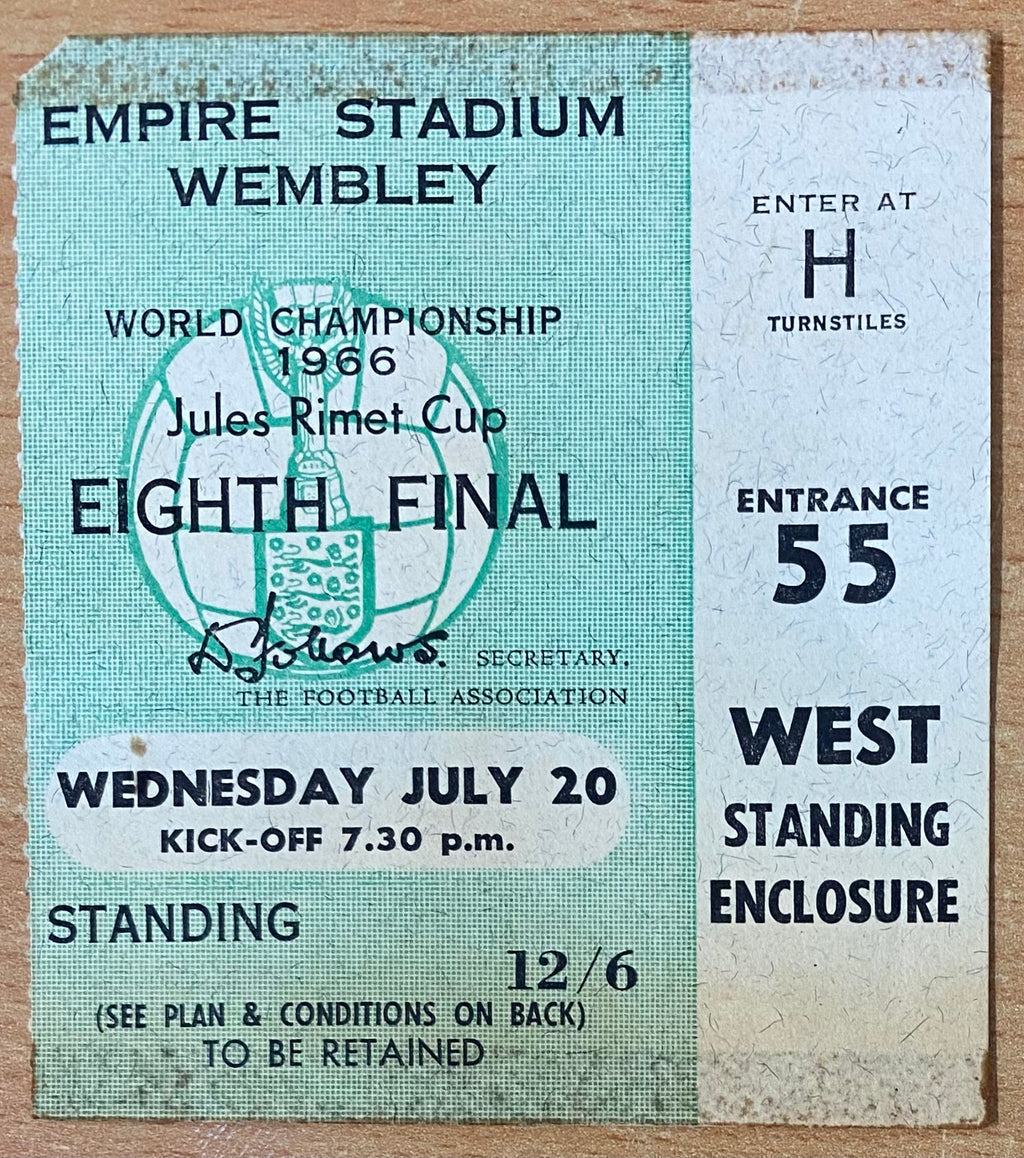 EMPIRE STADIUM
WEMBLEY
WORLD CHAMPIONSHIP
1966
Jules Rimet Cup
EIGHTH FINAL
D Follows. SECRETARY.
THE FOOTBALL ASSOCIATION
WEDNESDAY JULY 20
KICK-OFF 7.30 p.m.
STANDING
12/6
(SEE PLAN & CONDITIONS ON BACK)
TO BE RETAINED
ENTER AT
H
TURNSTILES
ENTRANCE
55
WEST
STANDING
ENCLOSURE